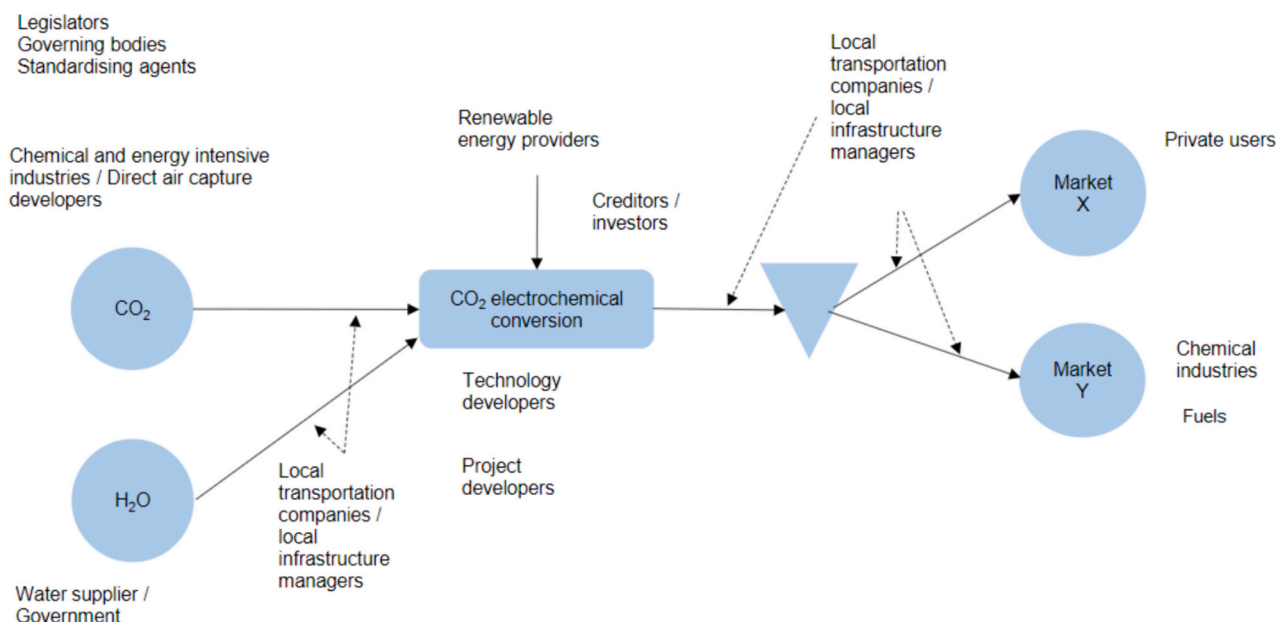 Legislators
Governing bodies
Standardising agents
Chemical and energy intensive
industries / Direct air capture
developers
CO₂
H₂O
Water supplier /
Government
Local
transportation
companies /
local
infrastructure
managers
Renewable
energy providers
Creditors /
investors
CO₂ electrochemical
conversion
Technology
developers
Project
developers
Local
transportation
companies /
local
infrastructure
managers
Market
X
Private users
Market
Y
Chemical
industries
Fuels